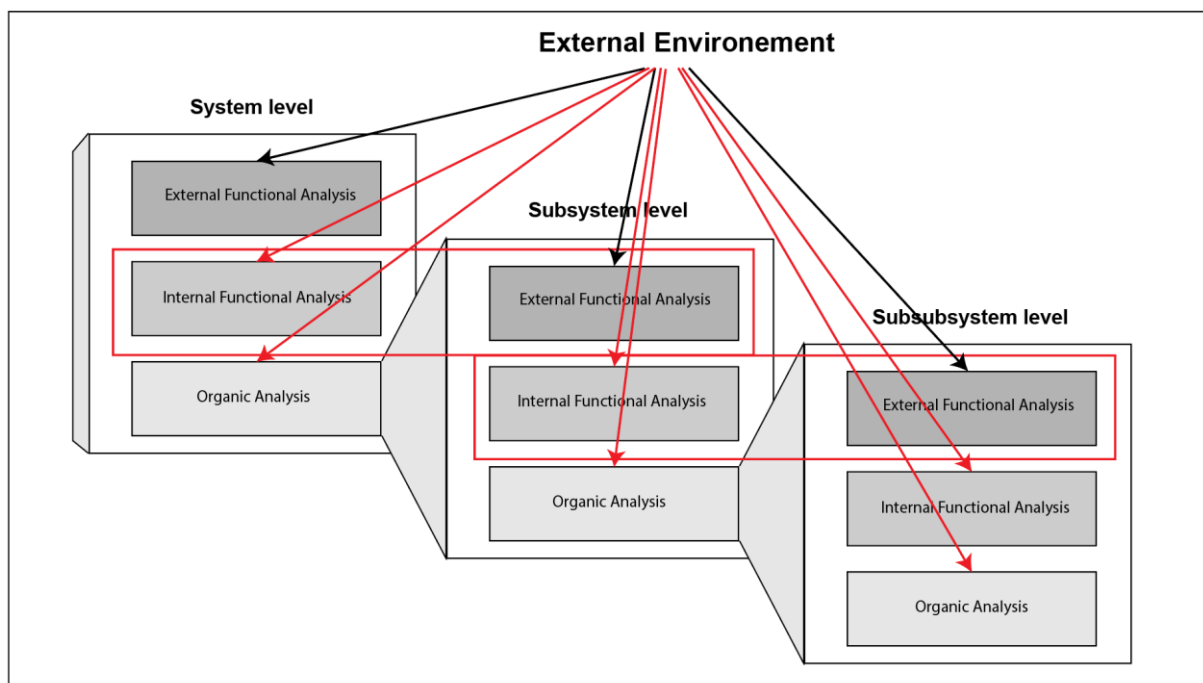 External Environement
System level
External Functional Analysis
Internal Functional Analysis
Organic Analysis
Subsystem level
External Functional Analysis
Internal Functional Analysis
Organic Analysis
Subsubsystem level
External Functional Analysis
Internal Functional Analysis
Organic Analysis